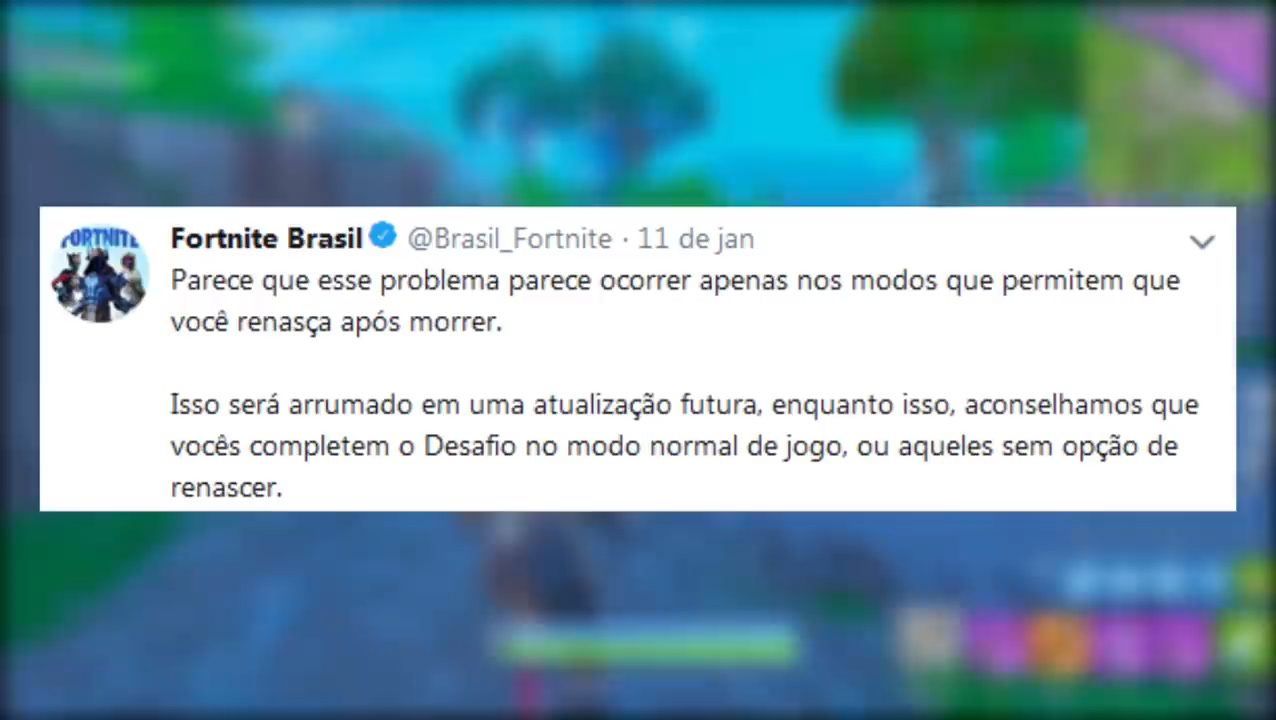 FORTNITE
Fortnite Brasil @Brasil_Fortnite · 11 de jan
Parece que esse problema parece ocorrer apenas nos modos que permitem que
você renasça após morrer.
Isso será arrumado em uma atualização futura, enquanto isso, aconselhamos que
vocês completem o Desafio no modo normal de jogo, ou aqueles sem opção de
renascer.